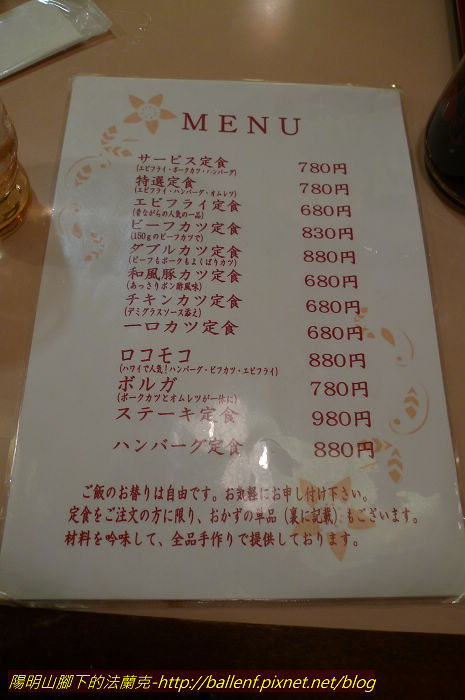 MENU
サービス定食 780円
(エビフライ・ポークカツ・ハンバーグ)
特選定食 780円
(エビフライ・ハンバーグ・オムレツ)
エビフライ定食 680円
(昔ながらの人気の一品)
ビーフカツ定食 830円
(150gのビーフカツで)
ダブルカツ定食 880円
(ビーフもポークもよくばりカツ)
和風豚カツ定食 680円
(あっさりポン酢風味)
チキンカツ定食 680円
(デミグラスソース添え)
一口カツ定食 680円
ロコモコ 880円
(ハワイで人気!ハンバーグ・ビフカツ・エビフライ)
ボルガ 780円
(ポークカツとオムレツが一体に)
ステーキ定食 980円
ハンバーグ定食 880円
ご飯のお替りは自由です。お気軽にお申し付け下さい。
定食をご注文の方に限り、おかずの単品(裏に記載)もございます。
材料を吟味して、全品手作りで提供しております。
陽明山腳下的法蘭克-http://ballenf.pixnet.net/blog